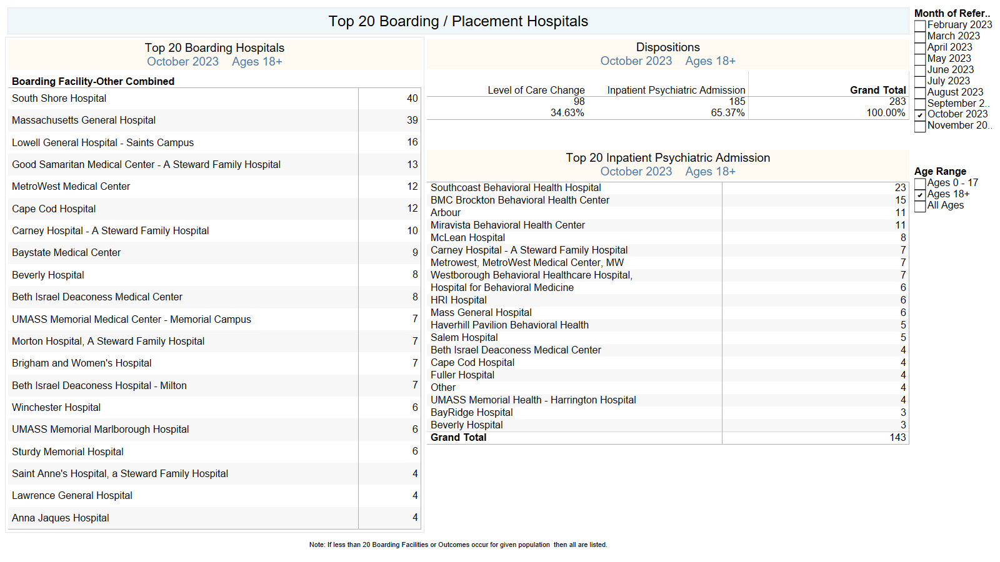 Top 20 Boarding / Placement Hospitals
Top 20 Boarding Hospitals
October 2023 Ages 18+
Boarding Facility-Other Combined
South Shore Hospital 40
Massachusetts General Hospital 39
Lowell General Hospital - Saints Campus 16
Good Samaritan Medical Center - A Steward Family Hospital 13
MetroWest Medical Center 12
Cape Cod Hospital 12
Carney Hospital - A Steward Family Hospital 10
Baystate Medical Center 9
Beverly Hospital 8
Beth Israel Deaconess Medical Center 8
UMASS Memorial Medical Center - Memorial Campus 7
Morton Hospital, A Steward Family Hospital 7
Brigham and Women's Hospital 7
Beth Israel Deaconess Hospital - Milton 7
Winchester Hospital 6
UMASS Memorial Marlborough Hospital 6
Sturdy Memorial Hospital 6
Saint Anne's Hospital, a Steward Family Hospital 4
Lawrence General Hospital 4
Anna Jaques Hospital 4
Dispositions
October 2023 Ages 18+
Level of Care Change Inpatient Psychiatric Admission Grand Total
98 185 283
34.63% 65.37% 100.00%
Top 20 Inpatient Psychiatric Admission
October 2023 Ages 18+
Southcoast Behavioral Health Hospital 23
BMC Brockton Behavioral Health Center 15
Arbour 11
Miravista Behavioral Health Center 11
McLean Hospital 8
Carney Hospital - A Steward Family Hospital 7
Metrowest, MetroWest Medical Center, MW 7
Westborough Behavioral Healthcare Hospital, 7
Hospital for Behavioral Medicine 6
HRI Hospital 6
Mass General Hospital 6
Haverhill Pavilion Behavioral Health 5
Salem Hospital 5
Beth Israel Deaconess Medical Center 4
Cape Cod Hospital 4
Fuller Hospital 4
Other 4
UMASS Memorial Health - Harrington Hospital 4
BayRidge Hospital 3
Beverly Hospital 3
Grand Total 143
Month of Refer..
February 2023
March 2023
April 2023
May 2023
June 2023
July 2023
August 2023
September 2..
October 2023
November 20..
Age Range
Ages 0 - 17
Ages 18+
All Ages
Note: If less than 20 Boarding Facilities or Outcomes occur for given population then all are listed.